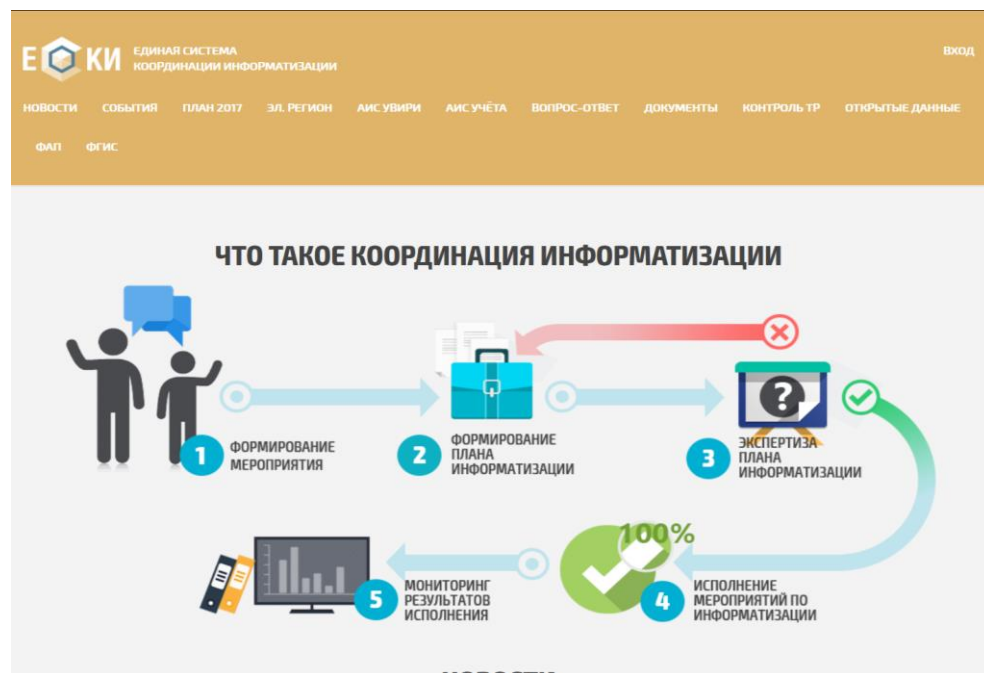 Е КИ
ЕДИНАЯ СИСТЕМА
КООРДИНАЦИИ ИНФОРМАТИЗАЦИИ
ВХОД
НОВОСТИ СОБЫТИЯ ПЛАН 2017 ЭЛ. РЕГИОН АИС УВИРИ АИС УЧЁТА ВОПРОС-ОТВЕТ ДОКУМЕНТЫ КОНТРОЛЬ ТР ОТКРЫТЫЕ ДАННЫЕ
ФАП ФГИС
ЧТО ТАКОЕ КООРДИНАЦИЯ ИНФОРМАТИЗАЦИИ
1 ФОРМИРОВАНИЕ
МЕРОПРИЯТИЯ
2 ФОРМИРОВАНИЕ
ПЛАНА
ИНФОРМАТИЗАЦИИ
?
3 ЭКСПЕРТИЗА
ПЛАНА
ИНФОРМАТИЗАЦИИ
100%
4 ИСПОЛНЕНИЕ
МЕРОПРИЯТИЙ ПО
ИНФОРМАТИЗАЦИИ
5 МОНИТОРИНГ
РЕЗУЛЬТАТОВ
ИСПОЛНЕНИЯ
НОВОСТИ